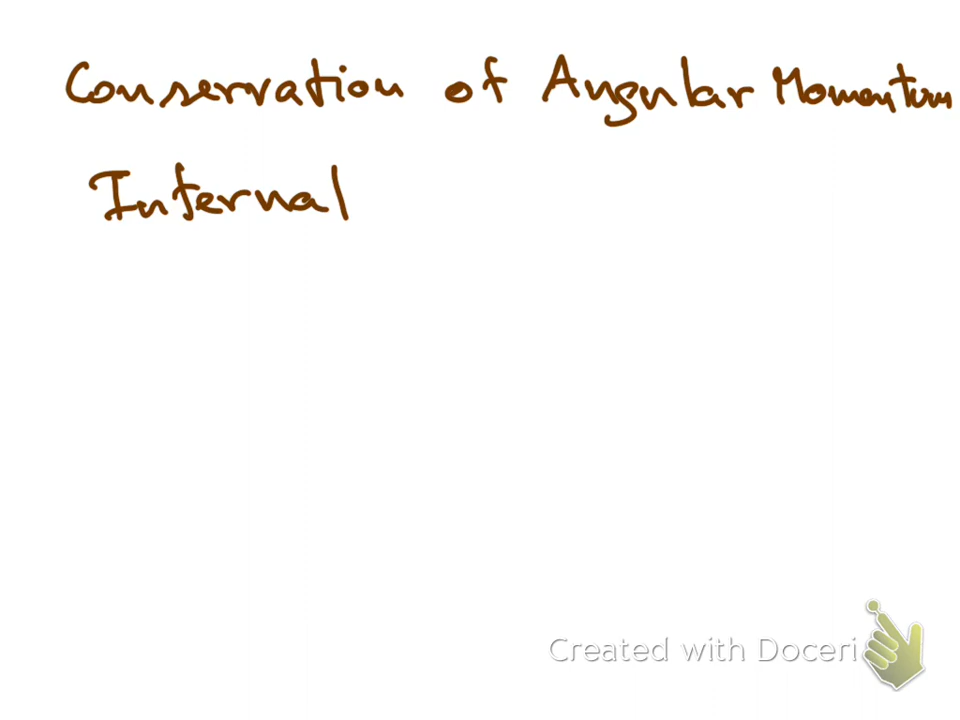 Conservation of Angular Momentum
Internal
Created with Doceri